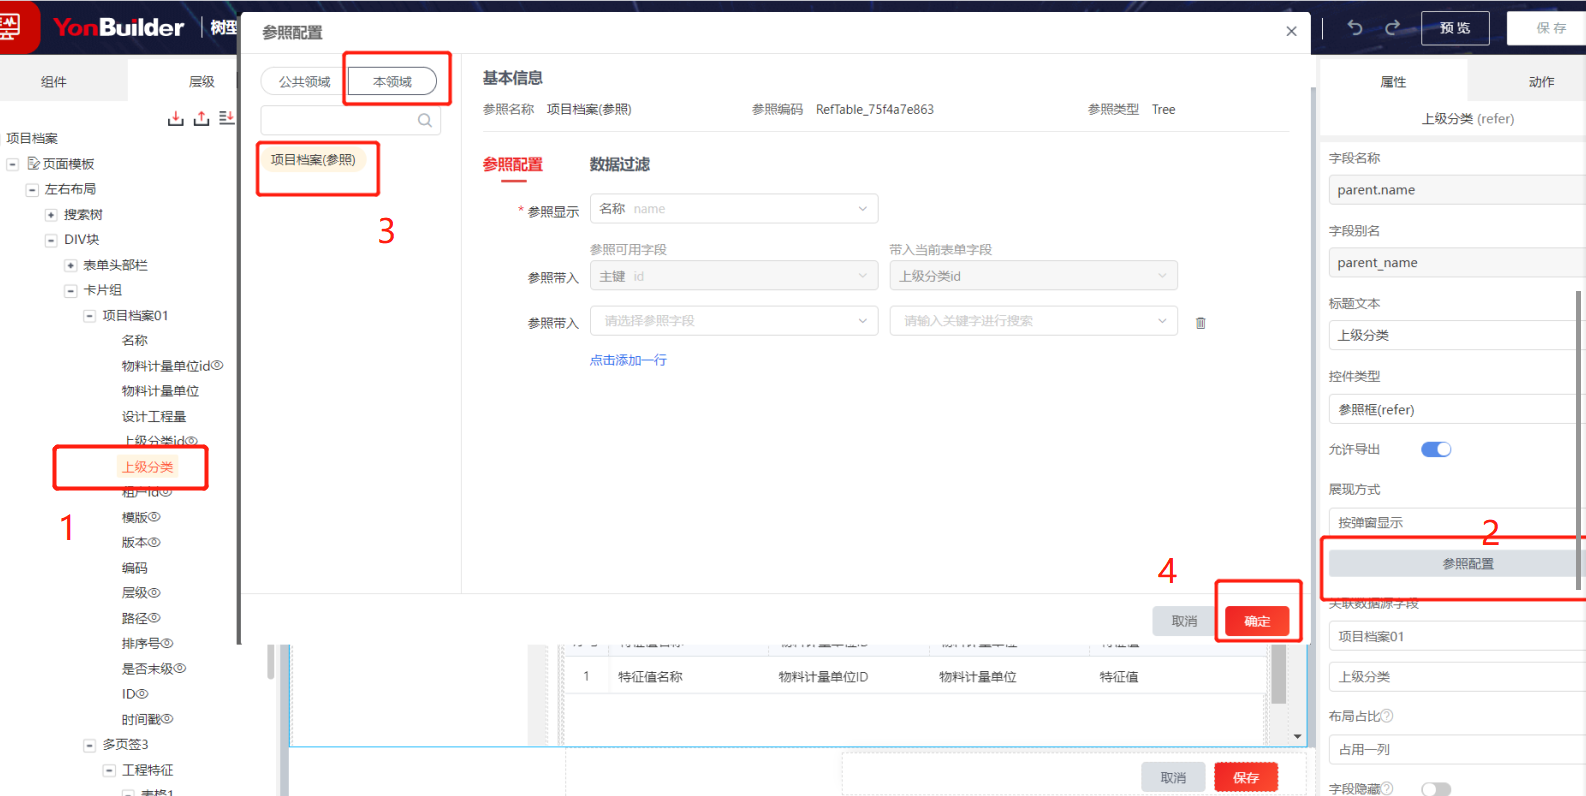 YonBuilder
树型
参照配置
预览
保存
组件
层级
属性
动作
公共领域
本领域
基本信息
参照名称 项目档案(参照)
参照编码 RefTable_75f4a7e863
参照类型 Tree
上级分类 (refer)
项目档案
页面模板
左右布局
搜索树
DIV块
表单头部栏
卡片组
项目档案01
名称
物料计量单位id
物料计量单位
设计工程量
上级分类id
上级分类
租户id
模版
版本
编码
层级
路径
排序号
是否末级
ID
时间戳
多页签3
工程特征
表格1
1
项目档案(参照)
3
参照配置
数据过滤
* 参照显示
名称 name
参照可用字段
带入当前表单字段
参照带入
主键 id
上级分类id
参照带入
请选择参照字段
请输入关键字进行搜索
点击添加一行
4
取消
确定
1 特征值名称 物料计量单位ID 物料计量单位 特征值
取消
保存
字段名称
parent.name
字段别名
parent_name
标题文本
上级分类
控件类型
参照框(refer)
允许导出
展现方式
按弹窗显示
2
参照配置
关联数据源字段
项目档案01
上级分类
布局占比
占用一列
字段隐藏